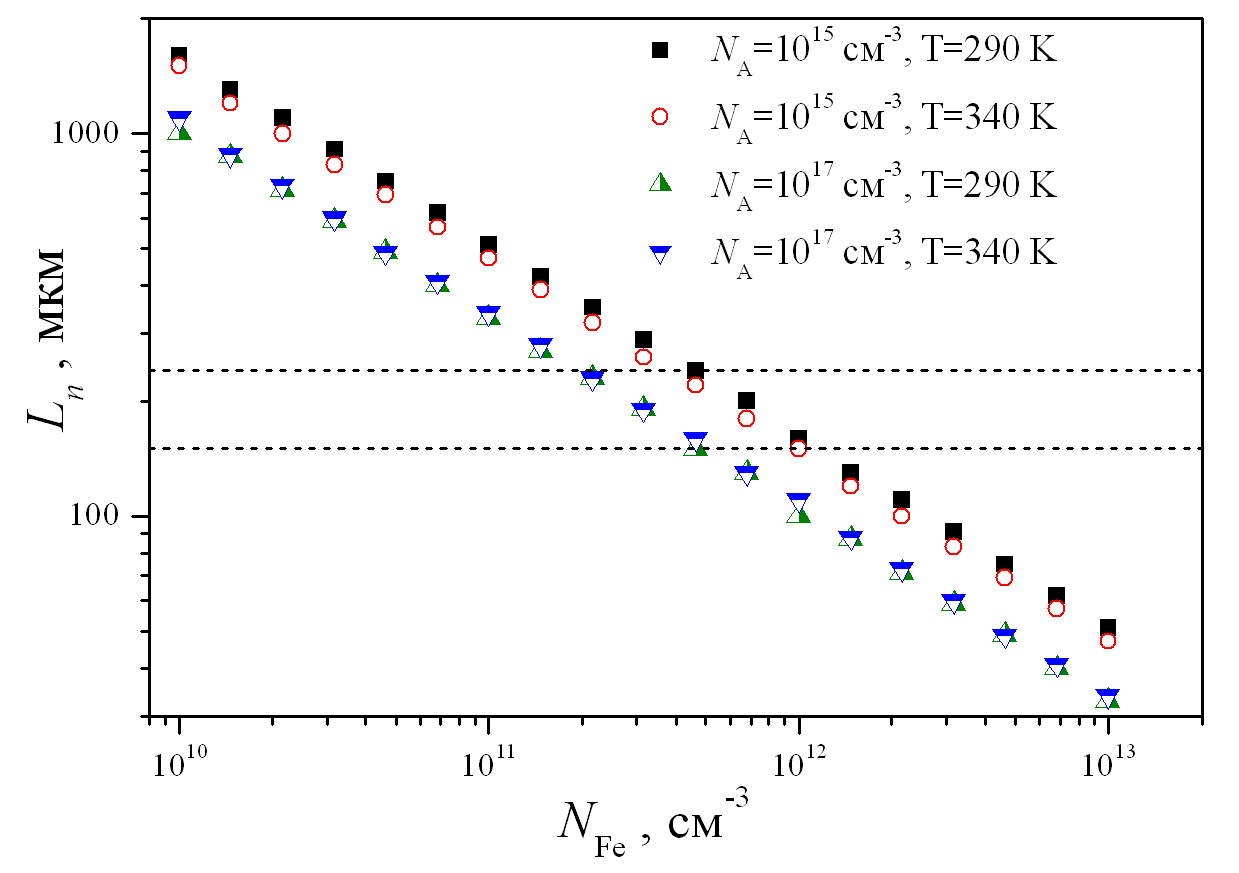 N_A=10^15 см^-3, T=290 K
N_A=10^15 см^-3, T=340 K
N_A=10^17 см^-3, T=290 K
N_A=10^17 см^-3, T=340 K
L_n, мкм
1000
100
10^10 10^11 10^12 10^13
N_Fe, см^-3